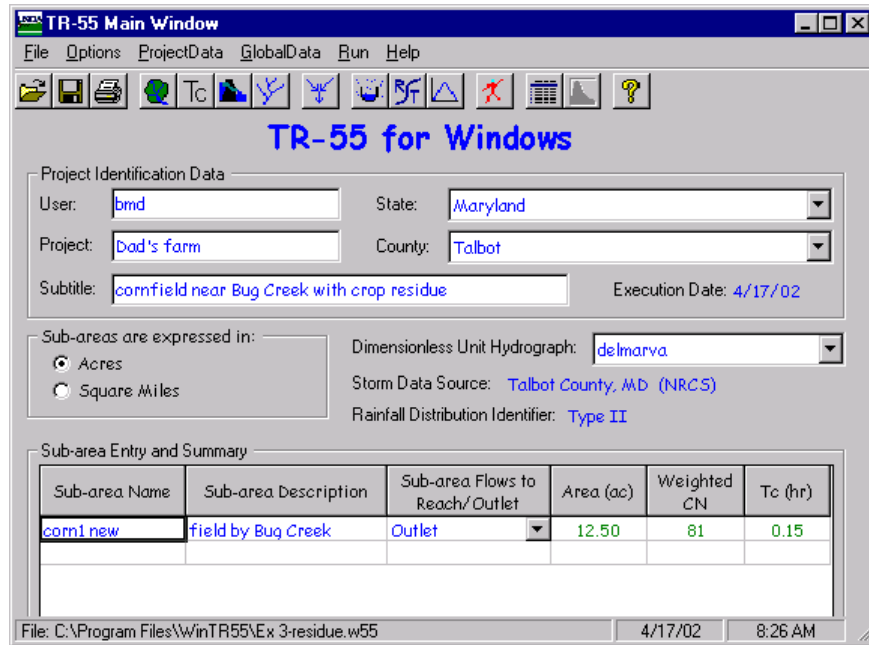 TR-55 Main Window
File Options ProjectData GlobalData Run Help
Tc
TR-55 for Windows
Project Identification Data
User: bmd State: Maryland
Project: Dad's farm County: Talbot
Subtitle: cornfield near Bug Creek with crop residue Execution Date: 4/17/02
Sub-areas are expressed in:
Acres
Square Miles
Dimensionless Unit Hydrograph: delmarva
Storm Data Source: Talbot County, MD (NRCS)
Rainfall Distribution Identifier: Type II
Sub-area Entry and Summary
Sub-area Name Sub-area Description Sub-area Flows to Reach/Outlet Area (ac) Weighted CN Tc (hr)
corn1 new field by Bug Creek Outlet 12.50 81 0.15
File: C:\Program Files\WinTR55\Ex 3-residue.w55 4/17/02 8:26 AM